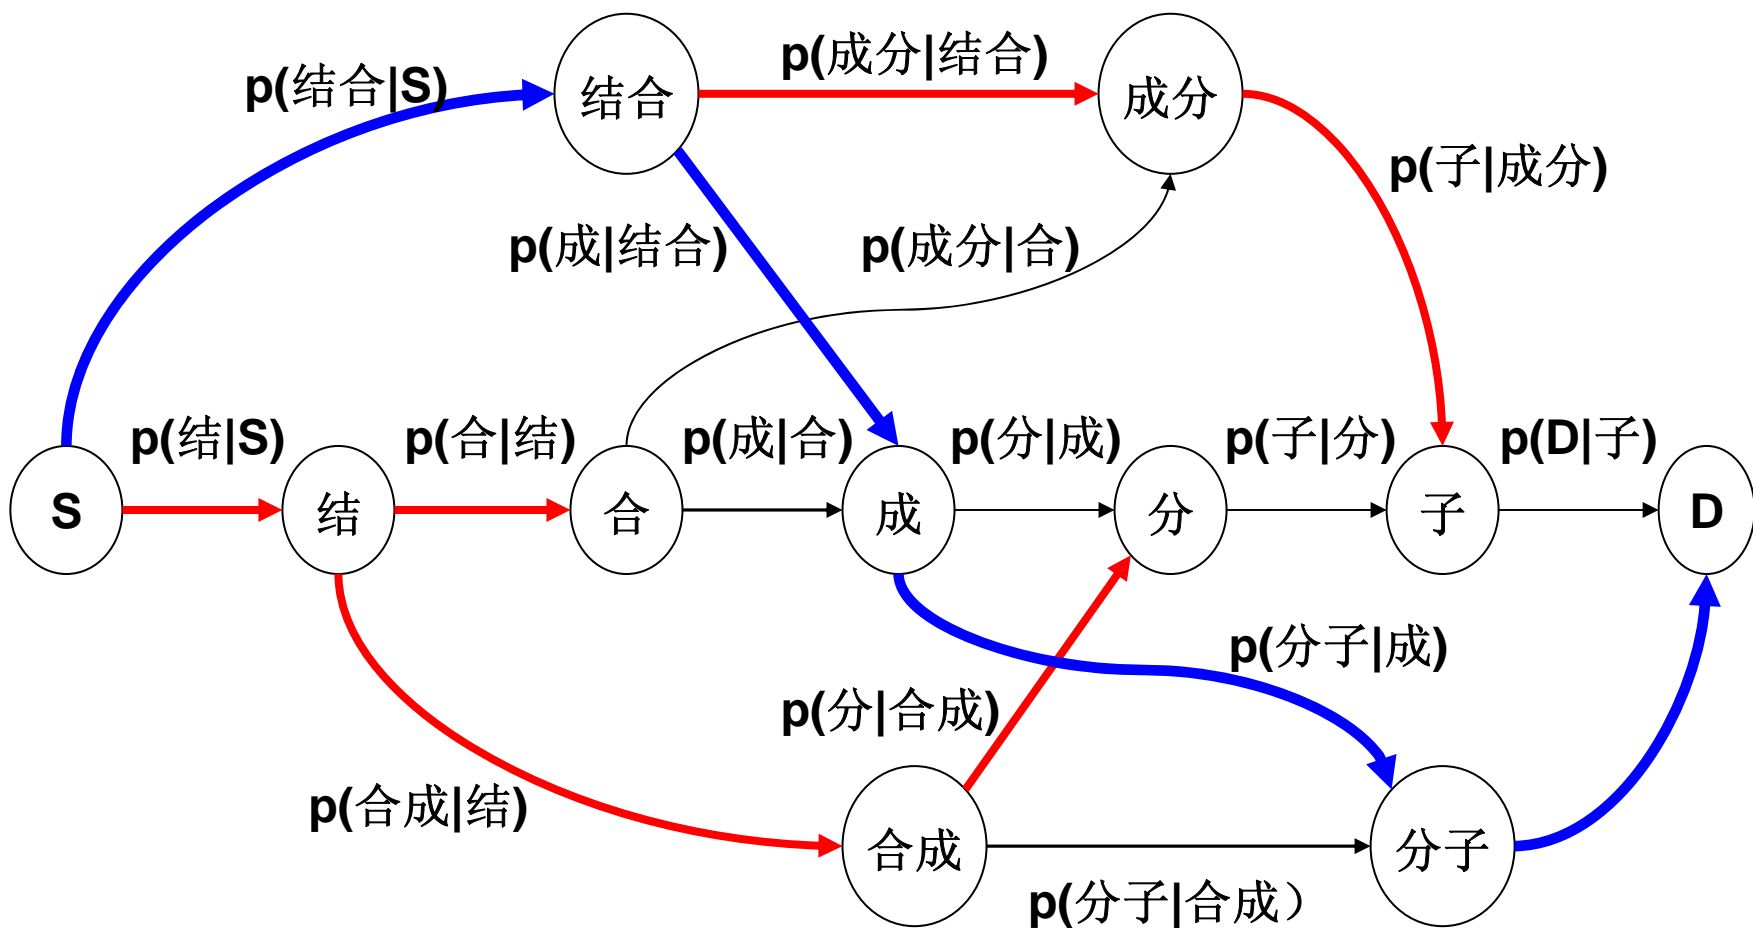 p(成分|结合)
p(结合|S)
结合
成分
p(子|成分)
p(成|结合)
p(成分|合)
p(结|S)
p(合|结)
p(成|合)
p(分|成)
p(子|分)
p(D|子)
S
结
合
成
分
子
D
p(分子|成)
p(分|合成)
p(合成|结)
合成
分子
p(分子|合成）